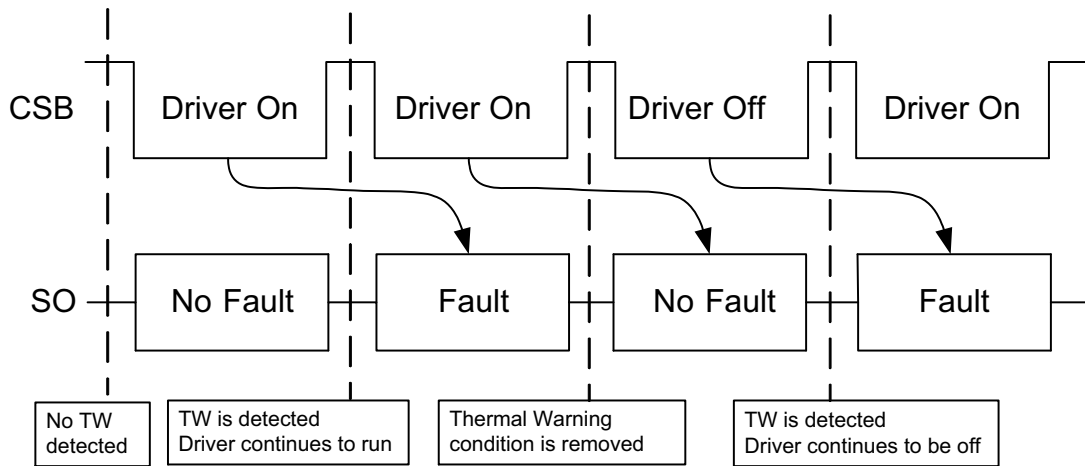 CSB
Driver On
Driver On
Driver Off
Driver On
SO
No Fault
Fault
No Fault
Fault
No TW
detected
TW is detected
Driver continues to run
Thermal Warning
condition is removed
TW is detected
Driver continues to be off